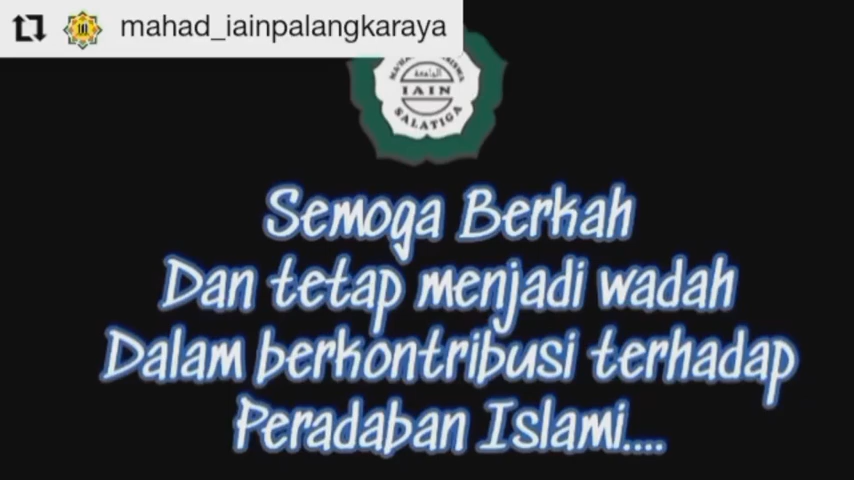 mahad_iainpalangkaraya
IAIN
SALATIGA
Semoga Berkah
Dan tetap menjadi wadah
Dalam berkontribusi terhadap
Peradaban Islami....